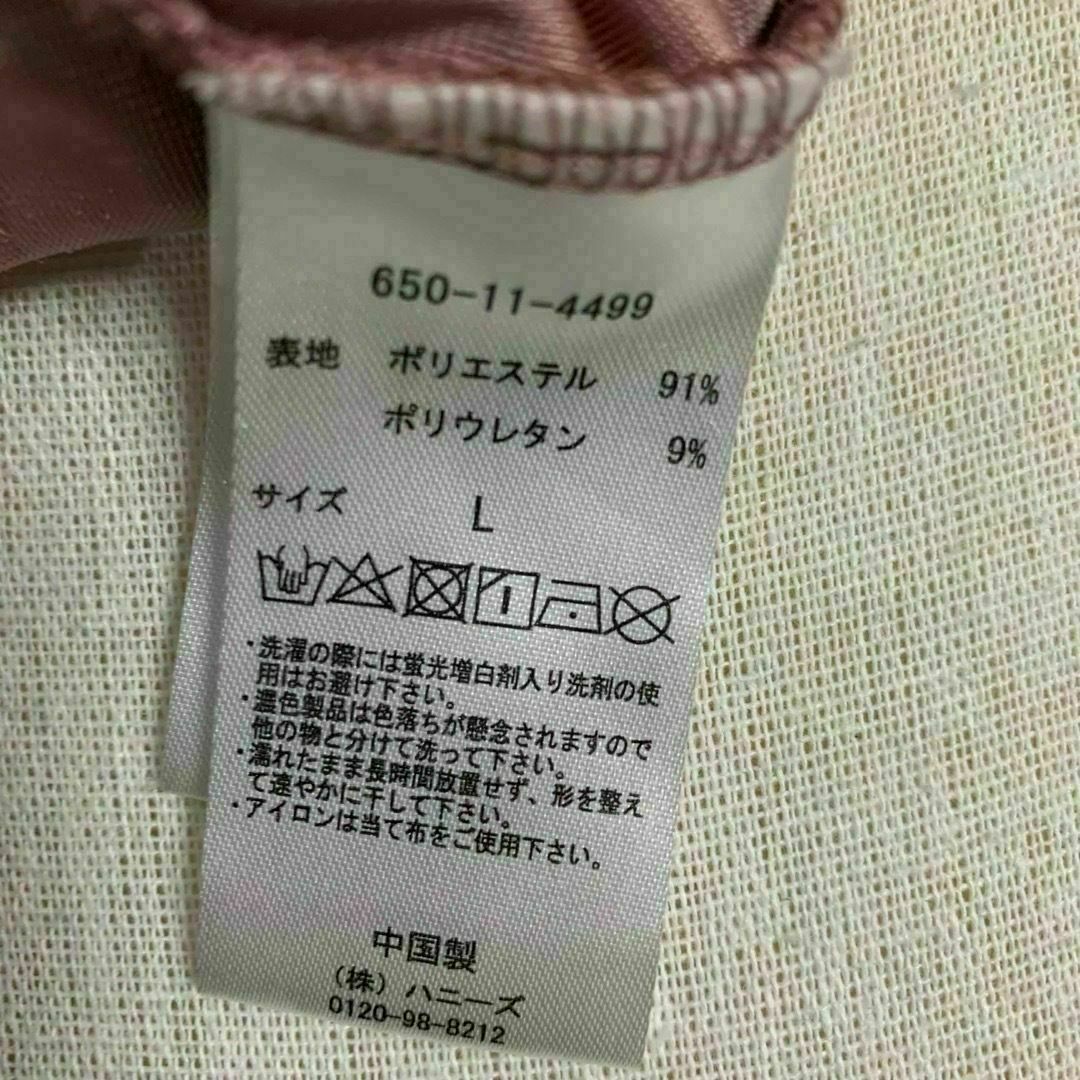 650-11-4499
表地 ポリエステル 91%
ポリウレタン 9%
サイズ L
・洗濯の際には蛍光増白剤入り洗剤の使
用はお避け下さい。
・濃色製品は色落ちが懸念されますので
他の物と分けて洗って下さい。
・濡れたまま長時間放置せず、形を整え
て速やかに干して下さい。
・アイロンは当て布をご使用下さい。
中国製
(株) ハニーズ
0120-98-8212